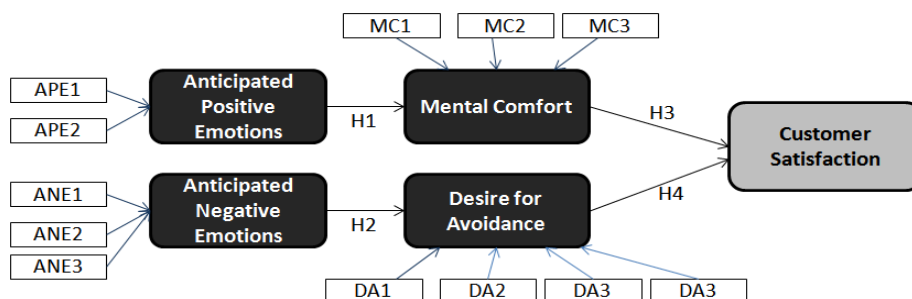 MC1
MC2
MC3
APE1
APE2
Anticipated
Positive
Emotions
H1
Mental Comfort
H3
Customer
Satisfaction
ANE1
ANE2
ANE3
Anticipated
Negative
Emotions
H2
Desire for
Avoidance
H4
DA1
DA2
DA3
DA3